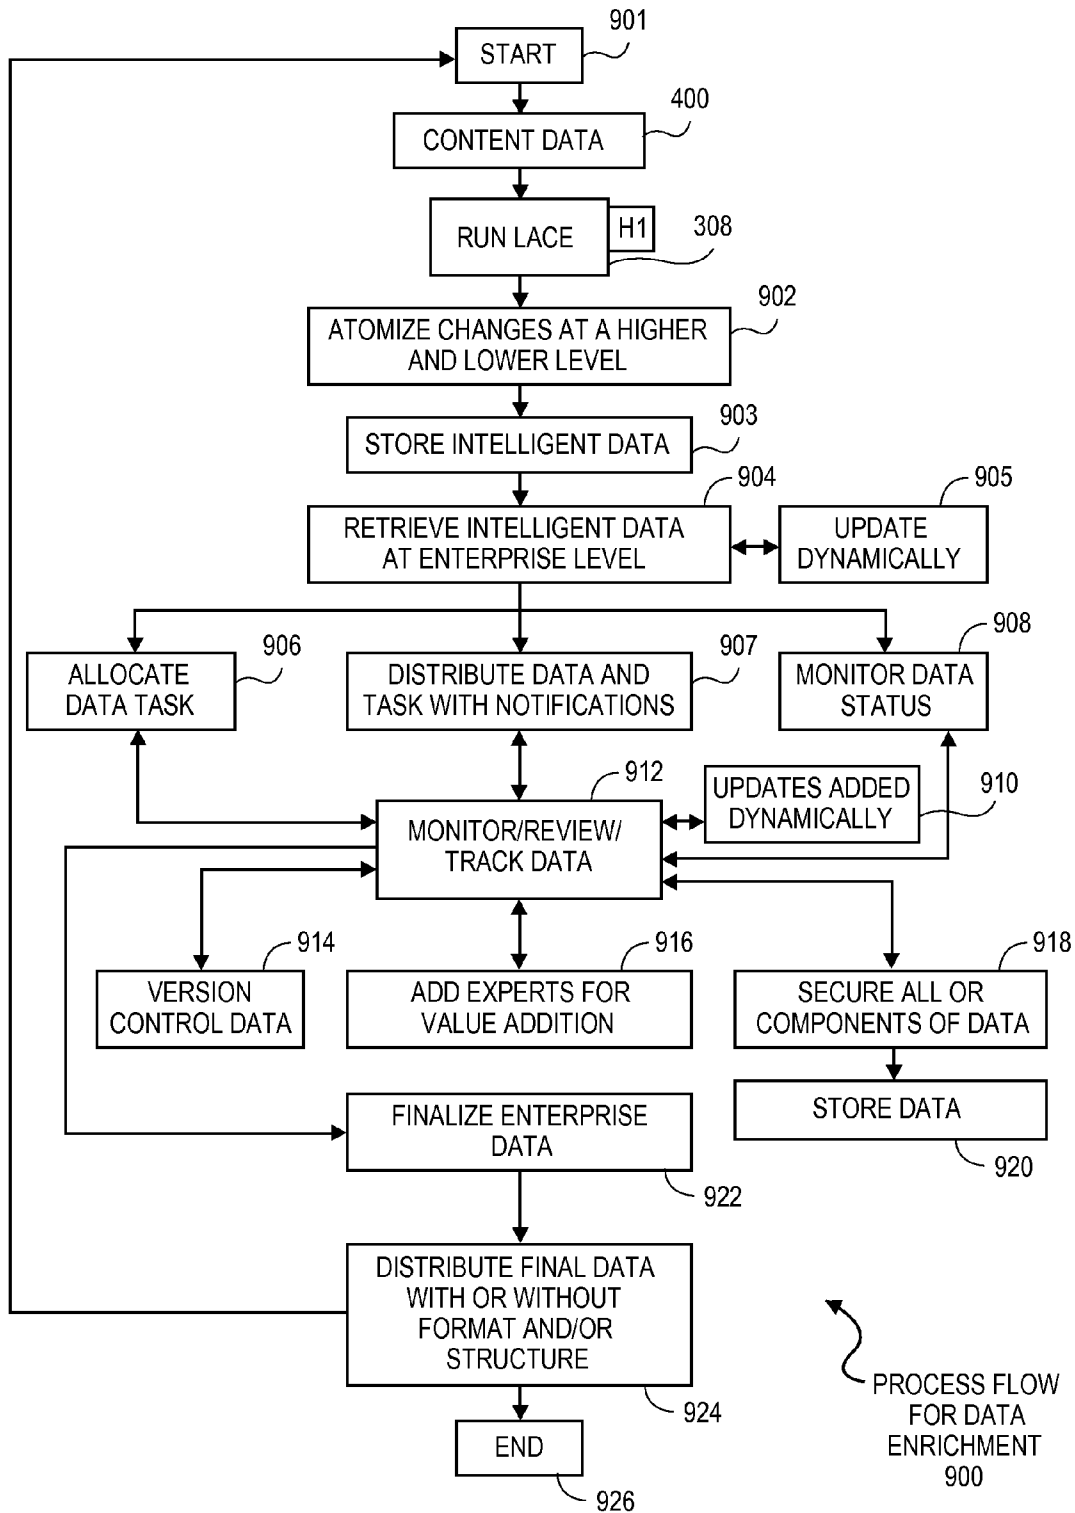 901
START
400
CONTENT DATA
RUN LACE
H1
308
902
ATOMIZE CHANGES AT A HIGHER
AND LOWER LEVEL
903
STORE INTELLIGENT DATA
904
905
RETRIEVE INTELLIGENT DATA
AT ENTERPRISE LEVEL
UPDATE
DYNAMICALLY
906
907
908
ALLOCATE
DATA TASK
DISTRIBUTE DATA AND
TASK WITH NOTIFICATIONS
MONITOR DATA
STATUS
912
UPDATES ADDED
DYNAMICALLY
910
MONITOR/REVIEW/
TRACK DATA
914
916
918
VERSION
CONTROL DATA
ADD EXPERTS FOR
VALUE ADDITION
SECURE ALL OR
COMPONENTS OF DATA
STORE DATA
920
FINALIZE ENTERPRISE
DATA
922
DISTRIBUTE FINAL DATA
WITH OR WITHOUT
FORMAT AND/OR
STRUCTURE
924
END
926
PROCESS FLOW
FOR DATA
ENRICHMENT
900